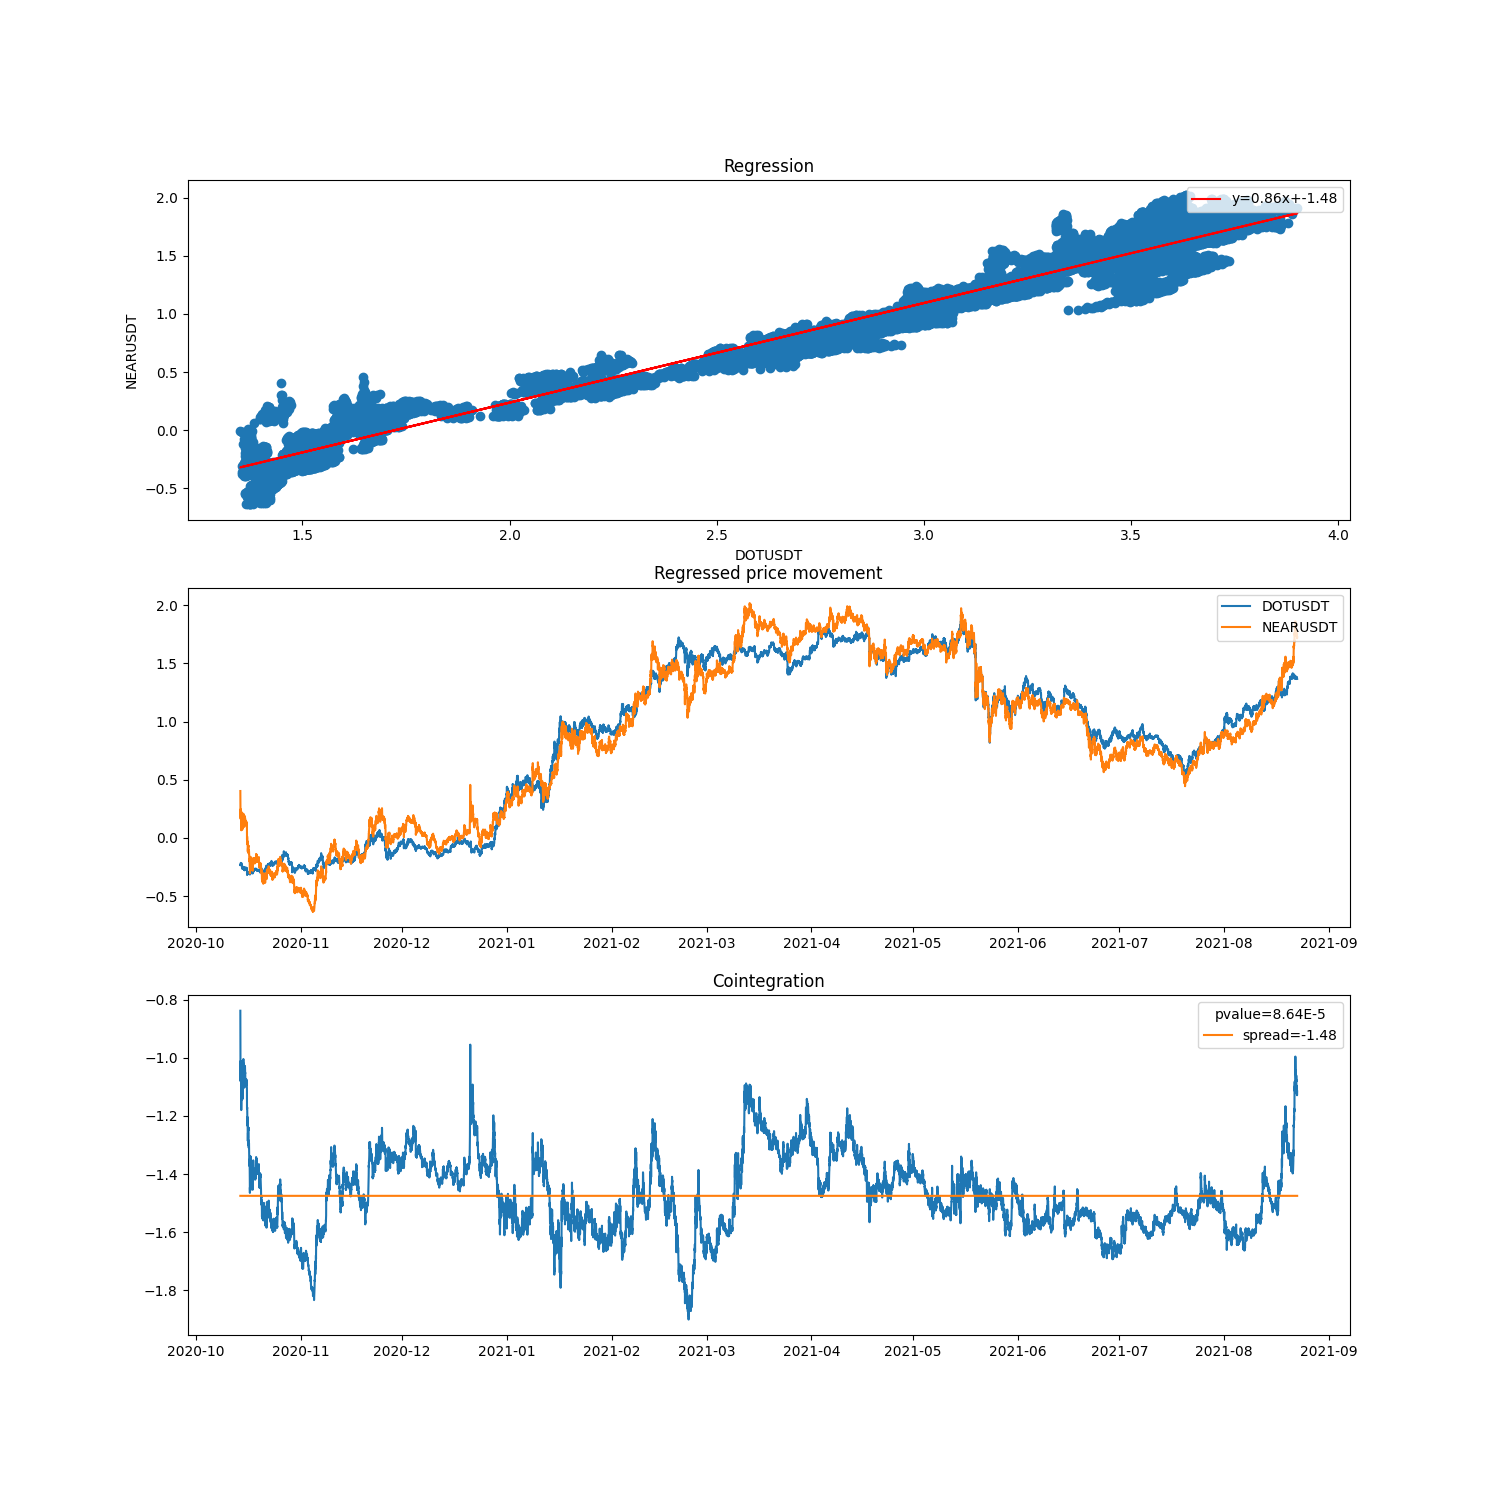 Regression
y=0.86x+-1.48
2.0
1.5
1.0
0.5
0.0
−0.5
NEARUSDT
1.5 2.0 2.5 3.0 3.5 4.0
DOTUSDT
Regressed price movement
DOTUSDT
NEARUSDT
2.0
1.5
1.0
0.5
0.0
−0.5
2020-10 2020-11 2020-12 2021-01 2021-02 2021-03 2021-04 2021-05 2021-06 2021-07 2021-08 2021-09
Cointegration
pvalue=8.64E-5
spread=-1.48
−0.8
−1.0
−1.2
−1.4
−1.6
−1.8
2020-10 2020-11 2020-12 2021-01 2021-02 2021-03 2021-04 2021-05 2021-06 2021-07 2021-08 2021-09